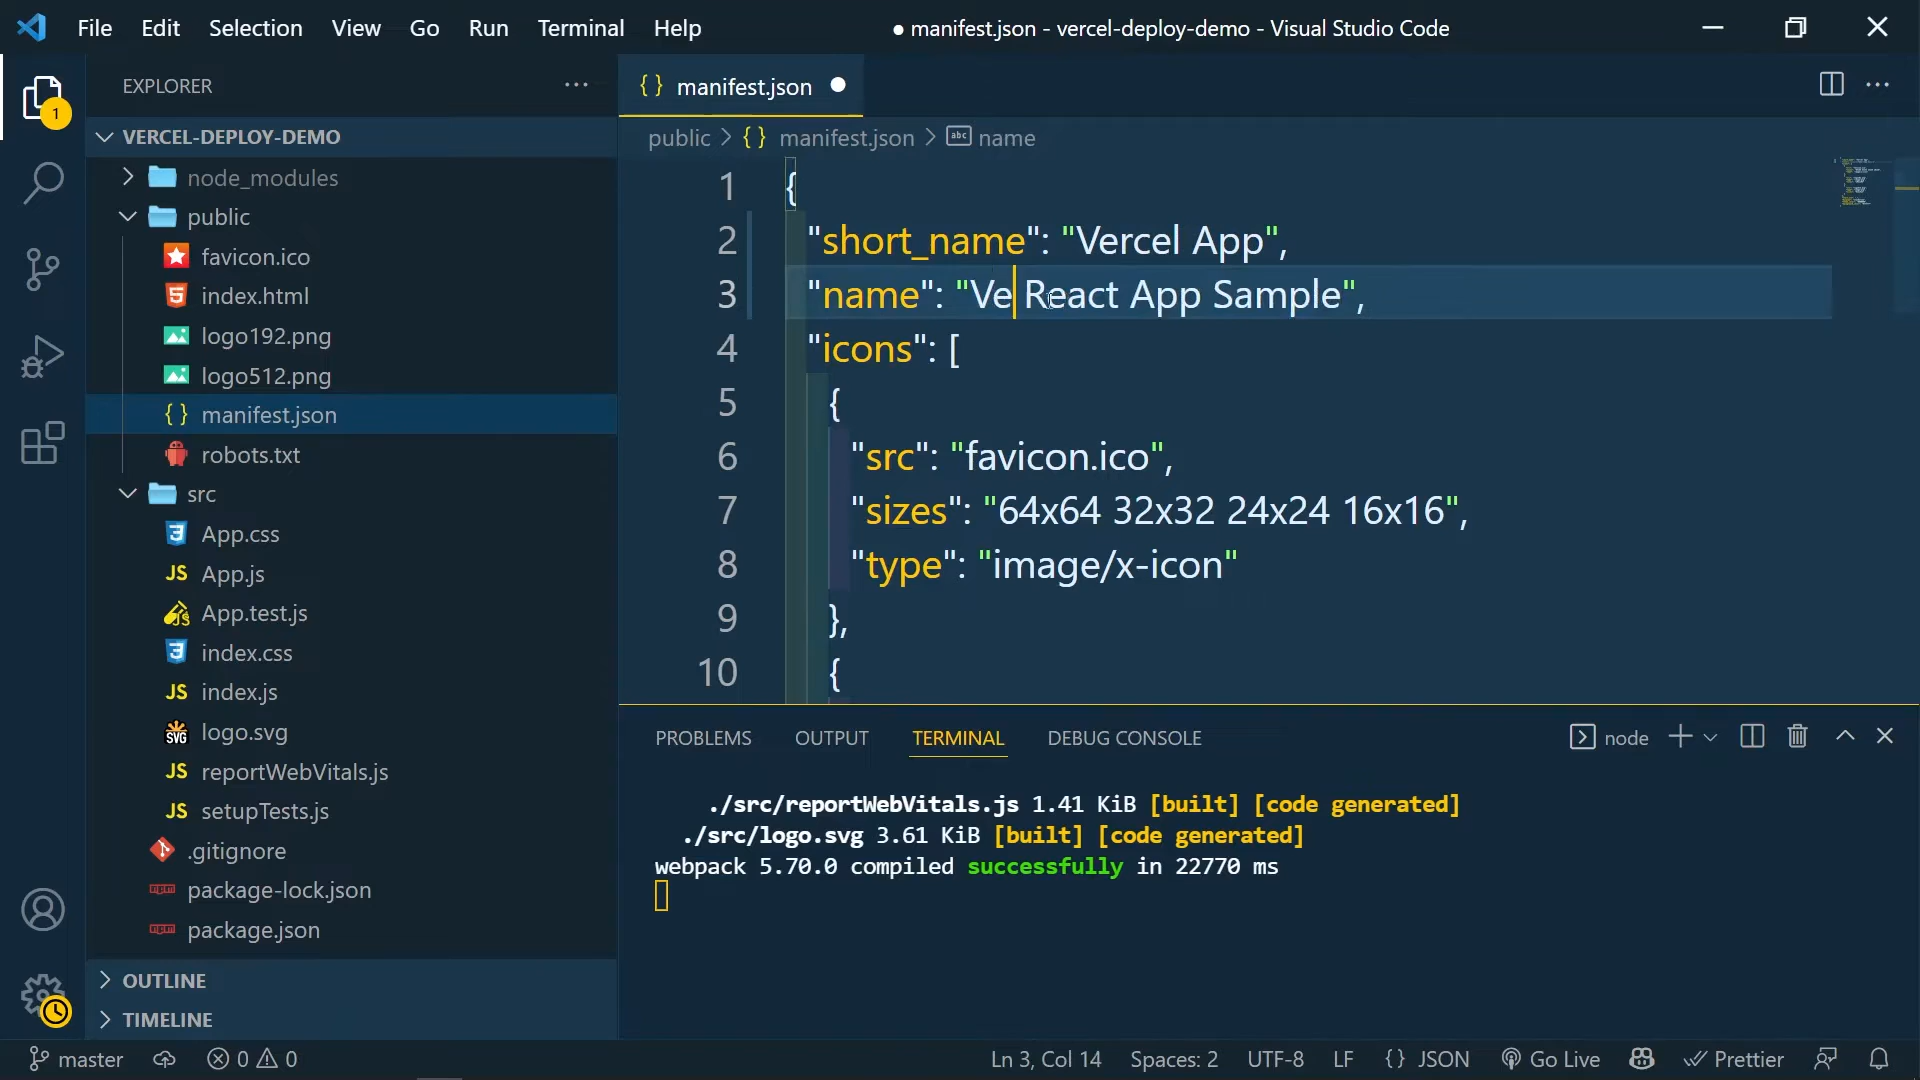 File Edit Selection View Go Run Terminal Help
● manifest.json - vercel-deploy-demo - Visual Studio Code
EXPLORER
1
VERCEL-DEPLOY-DEMO
node_modules
public
favicon.ico
index.html
logo192.png
logo512.png
{ } manifest.json
robots.txt
src
App.css
JS App.js
App.test.js
index.css
JS index.js
SVG logo.svg
JS reportWebVitals.js
JS setupTests.js
.gitignore
package-lock.json
package.json
OUTLINE
TIMELINE
{ } manifest.json ●
public > { } manifest.json > abc name
1 {
2 "short_name": "Vercel App",
3 "name": "Ve React App Sample",
4 "icons": [
5 {
6 "src": "favicon.ico",
7 "sizes": "64x64 32x32 24x24 16x16",
8 "type": "image/x-icon"
9 },
10 {
PROBLEMS OUTPUT TERMINAL DEBUG CONSOLE node
./src/reportWebVitals.js 1.41 KiB [built] [code generated]
./src/logo.svg 3.61 KiB [built] [code generated]
webpack 5.70.0 compiled successfully in 22770 ms
master 0 0 Ln 3, Col 14 Spaces: 2 UTF-8 LF { } JSON Go Live Prettier